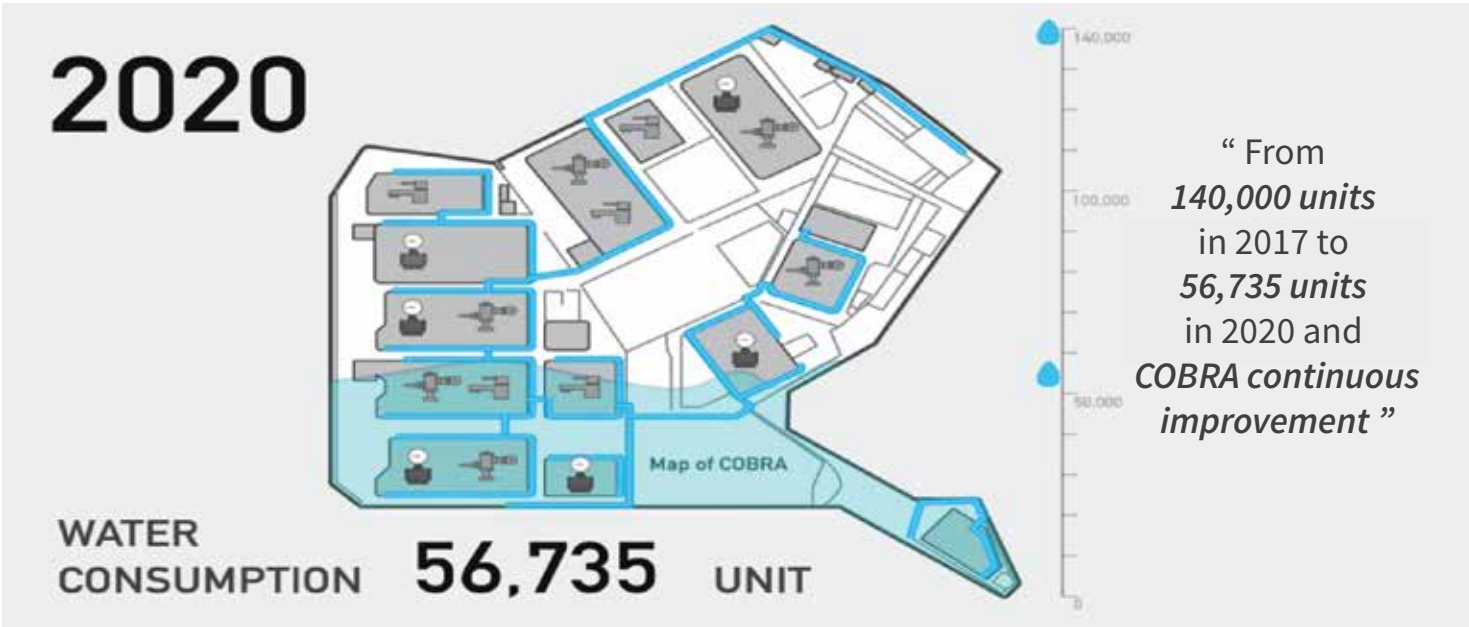 2020
140,000
100,000
50,000
0
“ From
140,000 units
in 2017 to
56,735 units
in 2020 and
COBRA continuous
improvement ”
Map of COBRA
WATER
CONSUMPTION 56,735 UNIT